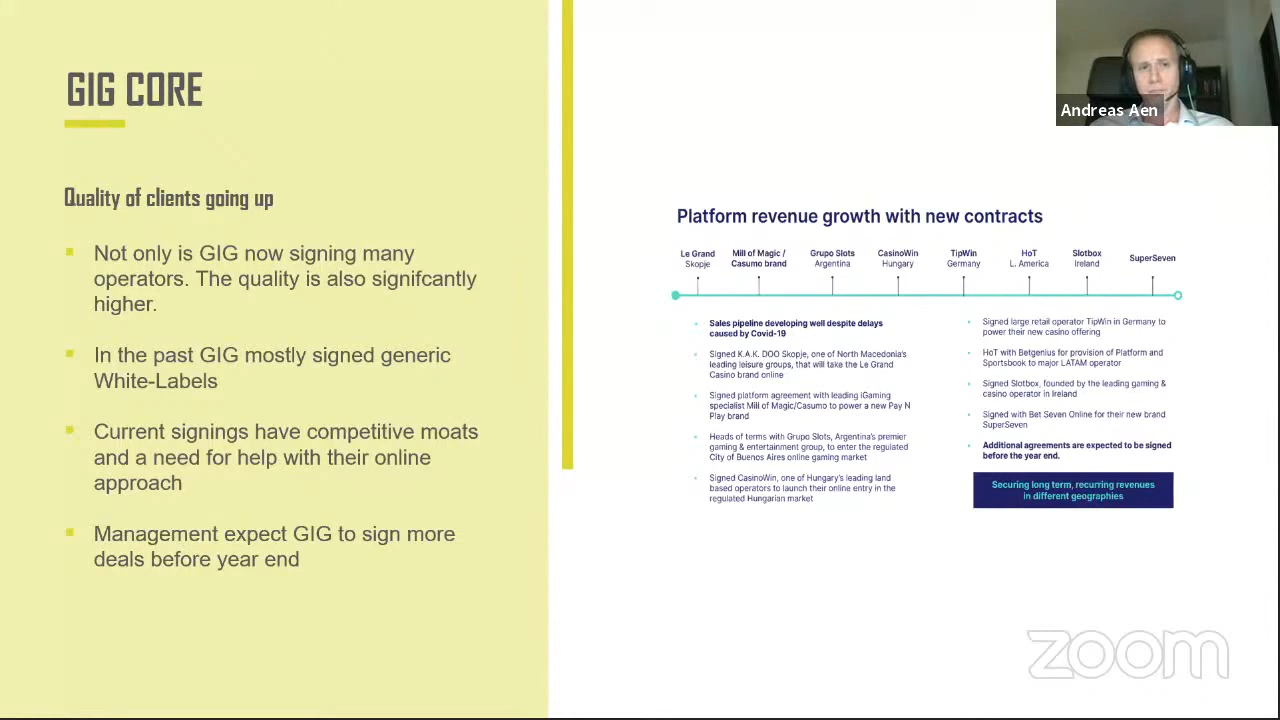 GIG CORE
Quality of clients going up
Not only is GIG now signing many
operators. The quality is also signifcantly
higher.
In the past GIG mostly signed generic
White-Labels
Current signings have competitive moats
and a need for help with their online
approach
Management expect GIG to sign more
deals before year end
Andreas Aen
Platform revenue growth with new contracts
Le Grand
Skopje
Mill of Magic /
Casumo brand
Grupo Slots
Argentina
CasinoWin
Hungary
TipWin
Germany
HoT
L. America
Slotbox
Ireland
SuperSeven
Sales pipeline developing well despite delays
caused by Covid-19
Signed K.A.K. DOO Skopje, one of North Macedonia's
leading leisure groups, that will take the Le Grand
Casino brand online
Signed platform agreement with leading iGaming
specialist Mill of Magic/Casumo to power a new Pay N
Play brand
Heads of terms with Grupo Slots, Argentina's premier
gaming & entertainment group, to enter the regulated
City of Buenos Aires online gaming market
Signed CasinoWin, one of Hungary's leading land
based operators to launch their online entry in the
regulated Hungarian market
Signed large retail operator TipWin in Germany to
power their new casino offering
HoT with Betgenius for provision of Platform and
Sportsbook to major LATAM operator
Signed Slotbox, founded by the leading gaming &
casino operator in Ireland
Signed with Bet Seven Online for their new brand
SuperSeven
Additional agreements are expected to be signed
before the year end.
Securing long term, recurring revenues
in different geographies
zoom